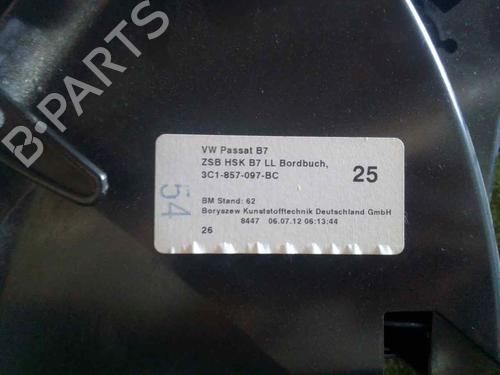 VW Passat B7
ZSB HSK B7 LL Bordbuch,
3C1-857-097-BC
25
54
BM Stand: 62
Boryszew Kunststofftechnik Deutschland GmbH
8447 06.07.12 06:13:44
26
B-PARTS